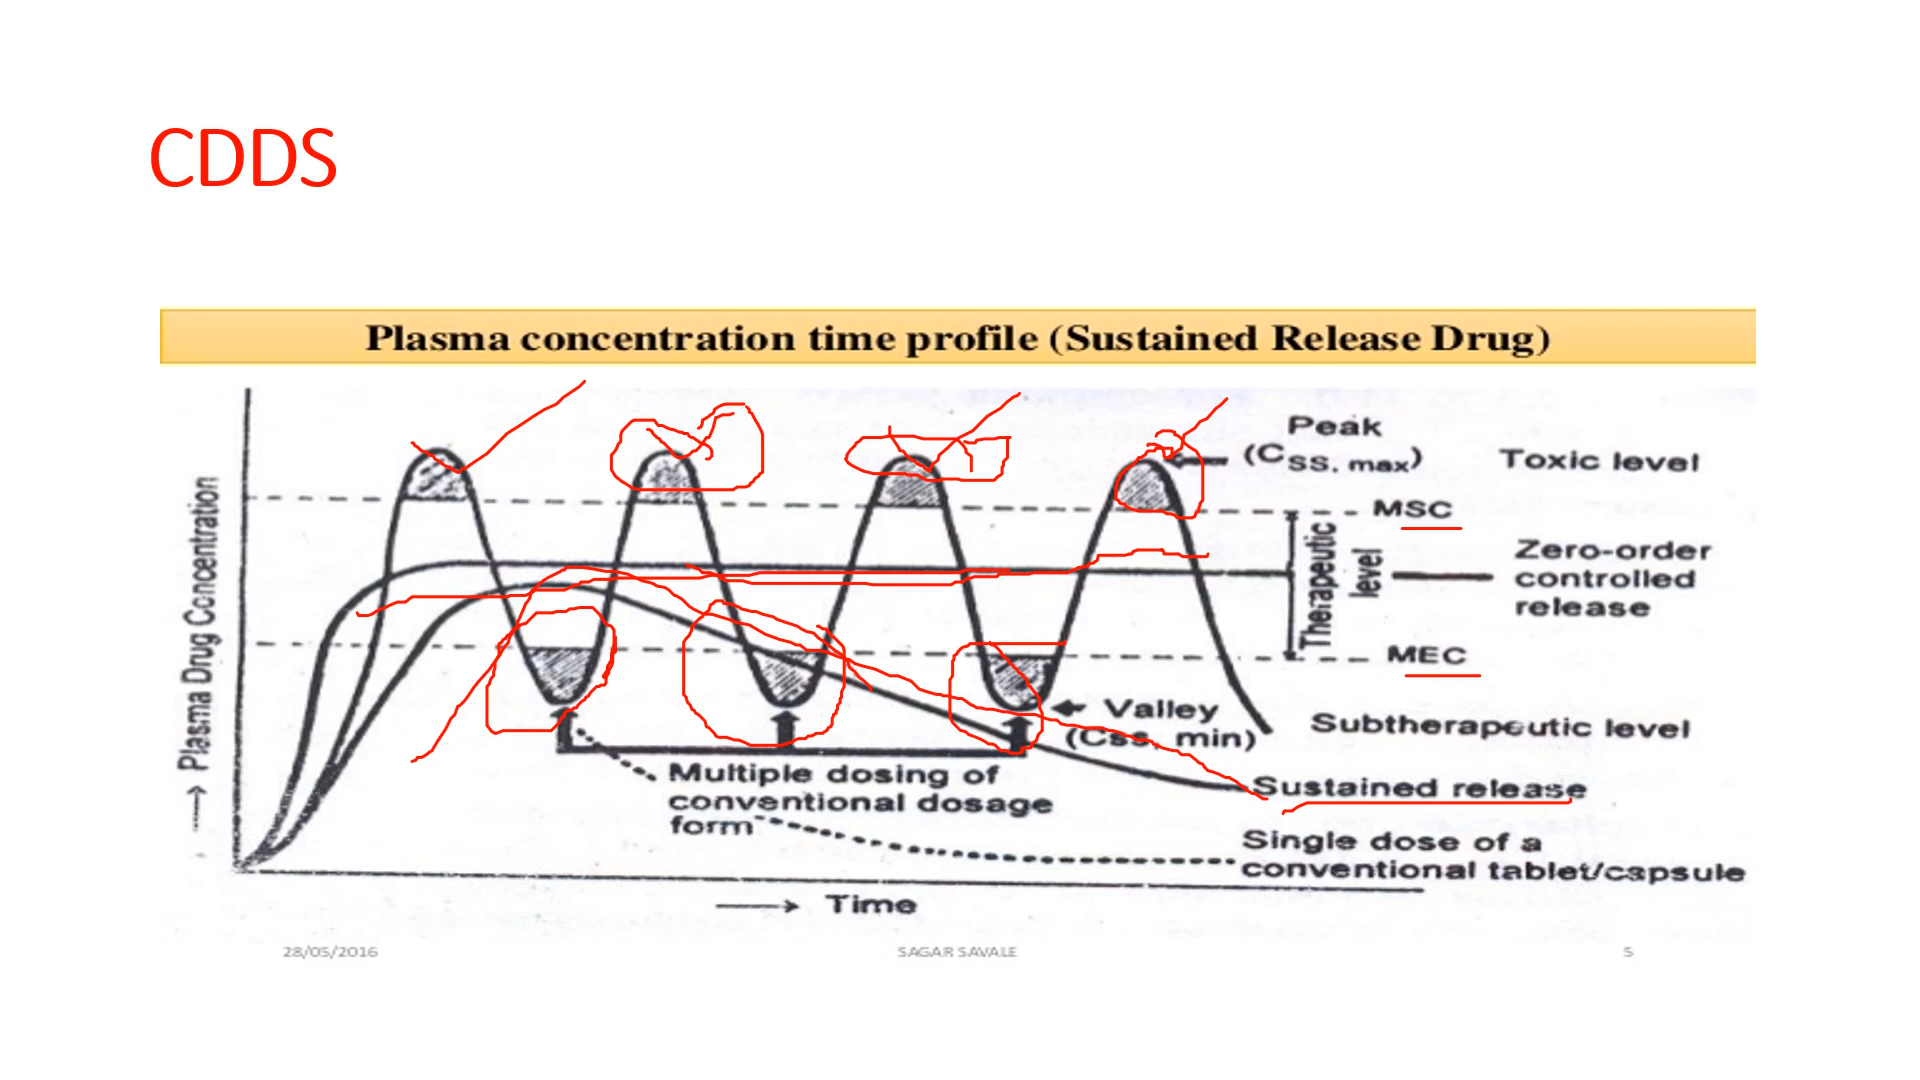 CDDS
Plasma concentration time profile (Sustained Release Drug)
Peak
(Css, max)
Toxic level
MSC
Therapeutic
level
Zero-order
controlled
release
MEC
Plasma Drug Concentration
Valley
(Css, min)
Subtherapeutic level
Multiple dosing of
conventional dosage
form
Sustained release
Single dose of a
conventional tablet/capsule
Time
28/05/2016
SAGAR SAVALE
5